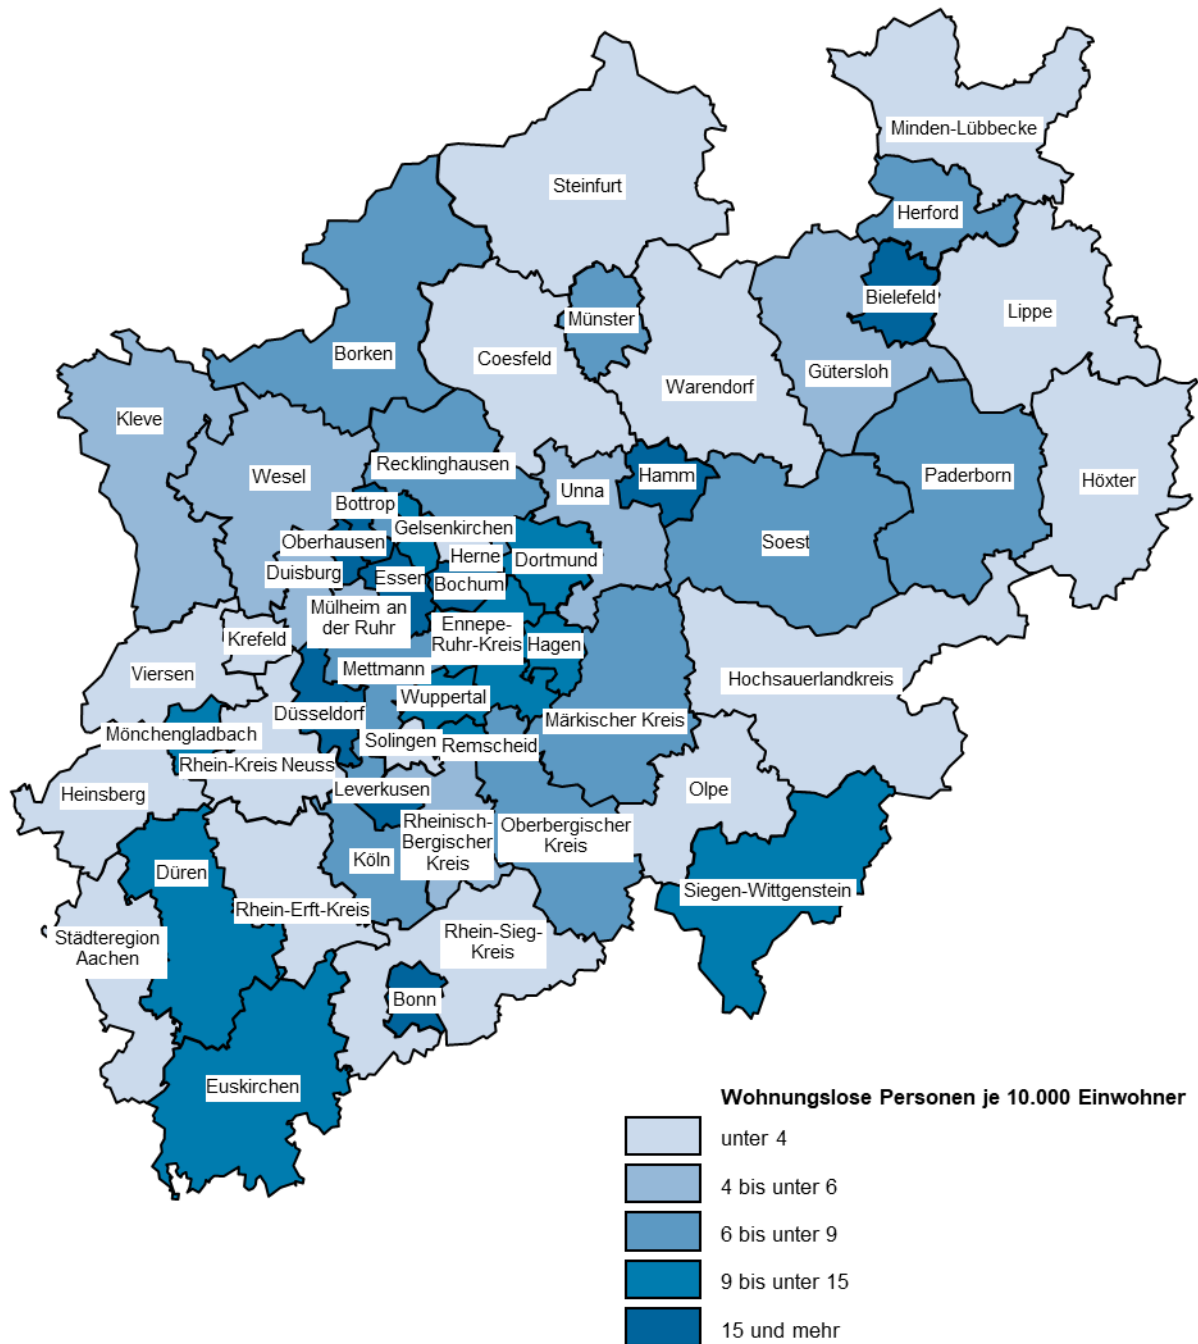 Minden-Lübbecke
Steinfurt
Herford
Bielefeld
Lippe
Münster
Borken
Coesfeld
Gütersloh
Warendorf
Kleve
Recklinghausen
Wesel
Hamm
Paderborn
Höxter
Unna
Bottrop
Gelsenkirchen
Oberhausen
Soest
Herne
Dortmund
Duisburg
Essen
Bochum
Mülheim an
der Ruhr
Ennepe-
Ruhr-Kreis
Krefeld
Hagen
Viersen
Mettmann
Hochsauerlandkreis
Wuppertal
Düsseldorf
Märkischer Kreis
Mönchengladbach
Solingen
Remscheid
Rhein-Kreis Neuss
Heinsberg
Leverkusen
Olpe
Rheinisch-
Bergischer
Kreis
Oberbergischer
Kreis
Köln
Düren
Siegen-Wittgenstein
Rhein-Erft-Kreis
Städteregion
Aachen
Rhein-Sieg-
Kreis
Bonn
Euskirchen
Wohnungslose Personen je 10.000 Einwohner
unter 4
4 bis unter 6
6 bis unter 9
9 bis unter 15
15 und mehr